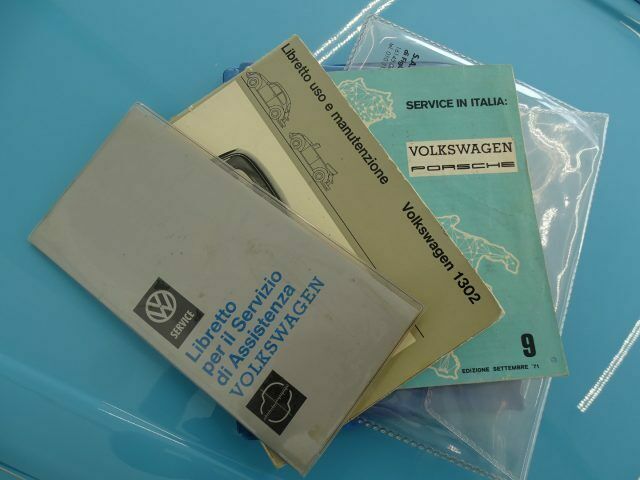 SERVICE IN ITALIA:
VOLKSWAGEN
PORSCHE
9
EDIZIONE SETTEMBRE '71
Libretto uso e manutenzione
Volkswagen 1302
SERVICE
Libretto
per il Servizio
di Assistenza
VOLKSWAGEN